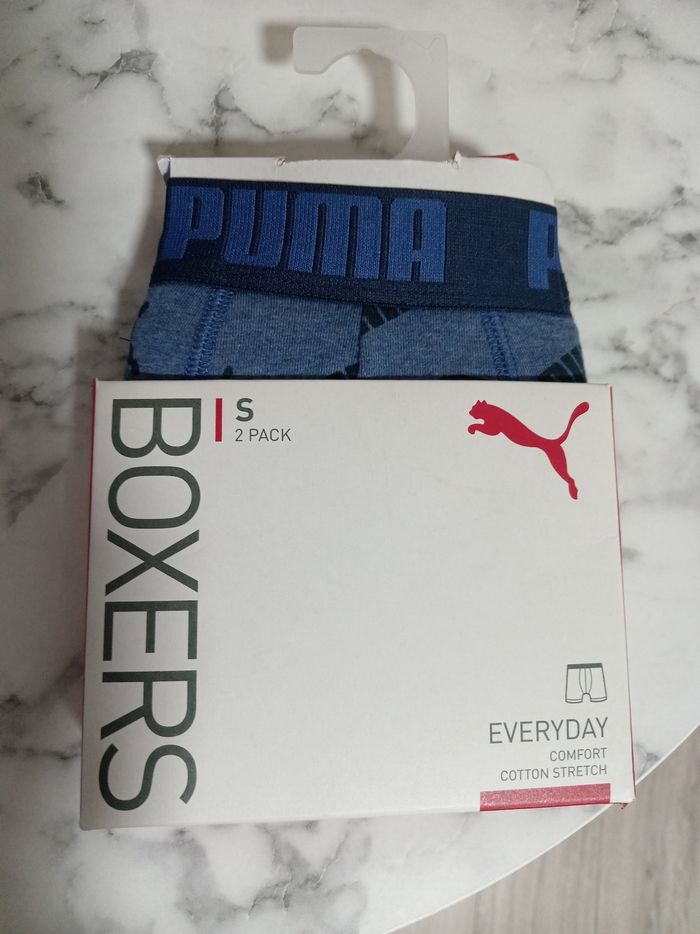 PUMA P
BOXERS
S
2 PACK
EVERYDAY
COMFORT
COTTON STRETCH